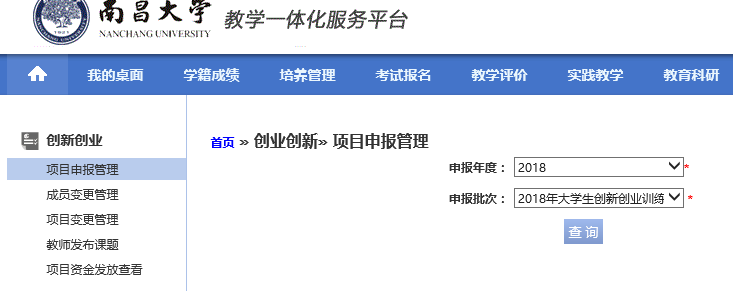 南昌大学
NANCHANG UNIVERSITY
教学一体化服务平台
1921
我的桌面 学籍成绩 培养管理 考试报名 教学评价 实践教学 教育科研
创新创业
项目申报管理
成员变更管理
项目变更管理
教师发布课题
项目资金发放查看
首页 » 创业创新» 项目申报管理
申报年度： 2018 *
申报批次： 2018年大学生创新创业训练 *
查 询